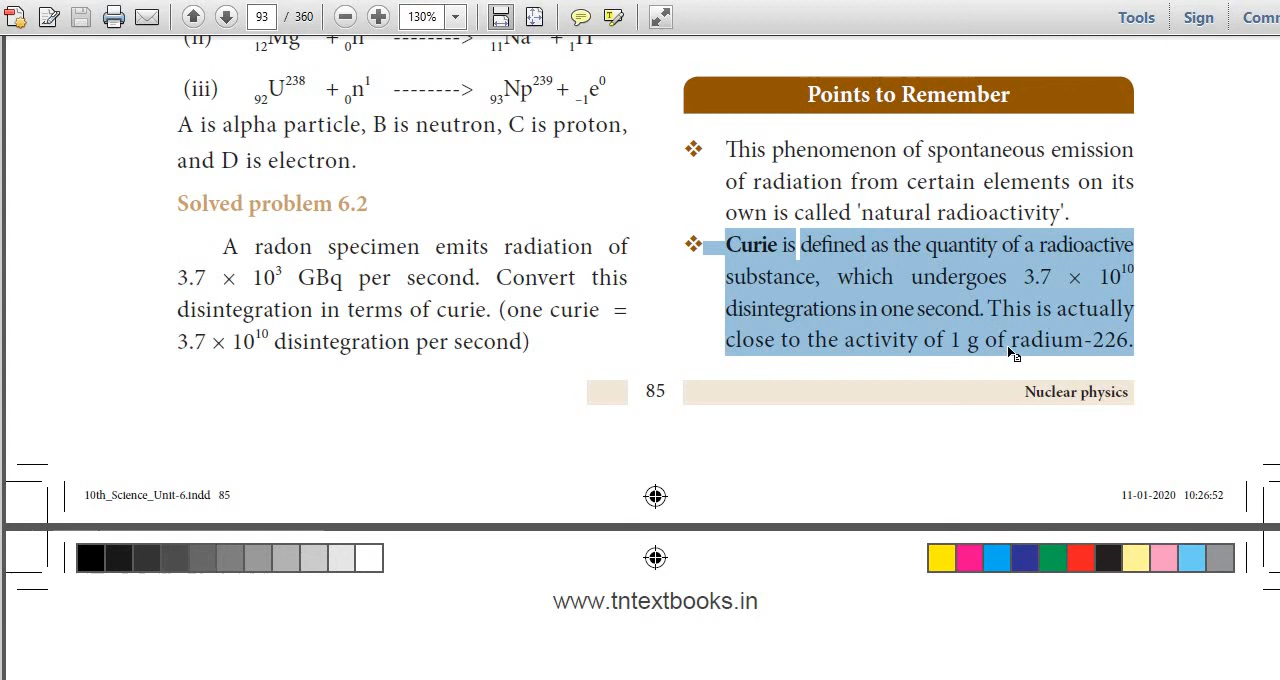 93 / 360
130%
Tools
Sign
Comm
(ii) ₁₂Mg + ₀n --------> ₁₁Na + ₁H
(iii) ₉₂U²³⁸ + ₀n¹ --------> ₉₃Np²³⁹ + ₋₁e⁰
A is alpha particle, B is neutron, C is proton,
and D is electron.
Solved problem 6.2
A radon specimen emits radiation of
3.7 × 10³ GBq per second. Convert this
disintegration in terms of curie. (one curie =
3.7 × 10¹⁰ disintegration per second)
Points to Remember
This phenomenon of spontaneous emission
of radiation from certain elements on its
own is called 'natural radioactivity'.
Curie is defined as the quantity of a radioactive
substance, which undergoes 3.7 × 10¹⁰
disintegrations in one second. This is actually
close to the activity of 1 g of radium-226.
85
Nuclear physics
10th_Science_Unit-6.indd 85
11-01-2020 10:26:52
www.tntextbooks.in